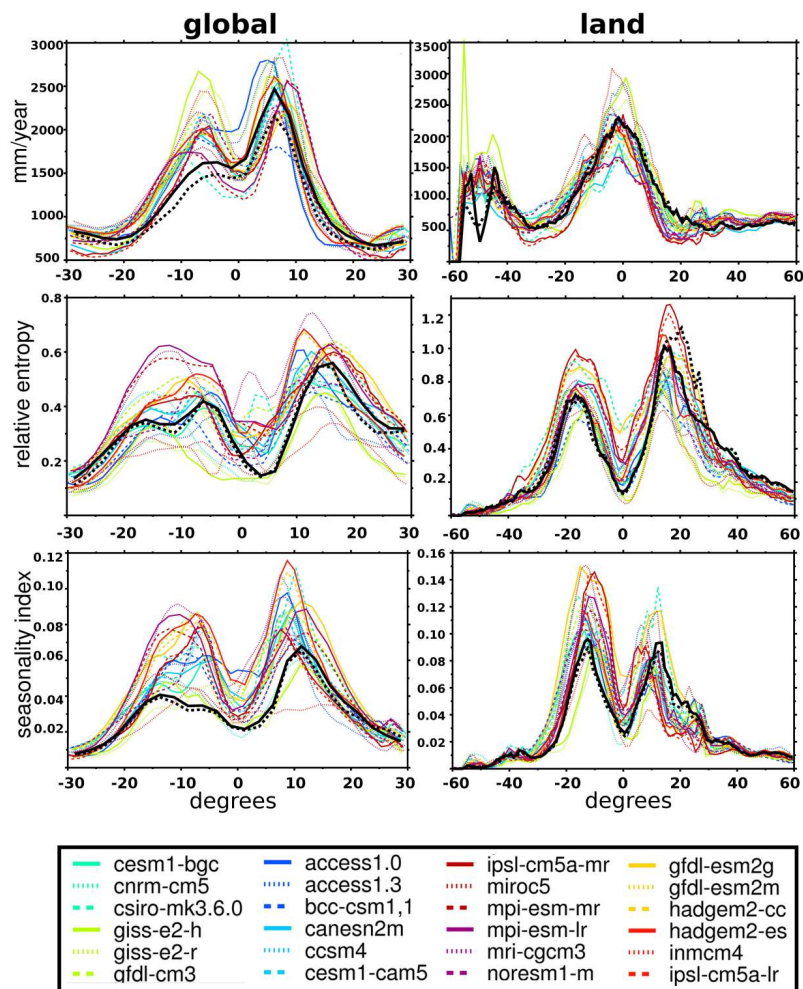 global land
mm/year
3000
2500
2000
1500
1000
500
-30 -20 -10 0 10 20 30
3500
3000
2500
2000
1500
1000
500
-60 -40 -20 0 20 40 60
relative entropy
0.8
0.6
0.4
0.2
-30 -20 -10 0 10 20 30
1.2
1.0
0.8
0.6
0.4
0.2
-60 -40 -20 0 20 40 60
seasonality index
0.12
0.10
0.08
0.06
0.04
0.02
-30 -20 -10 0 10 20 30
degrees
0.16
0.14
0.12
0.10
0.08
0.06
0.04
0.02
-60 -40 -20 0 20 40 60
degrees
cesm1-bgc access1.0 ipsl-cm5a-mr gfdl-esm2g
cnrm-cm5 access1.3 miroc5 gfdl-esm2m
csiro-mk3.6.0 bcc-csm1,1 mpi-esm-mr hadgem2-cc
giss-e2-h canesn2m mpi-esm-lr hadgem2-es
giss-e2-r ccsm4 mri-cgcm3 inmcm4
gfdl-cm3 cesm1-cam5 noresm1-m ipsl-cm5a-lr